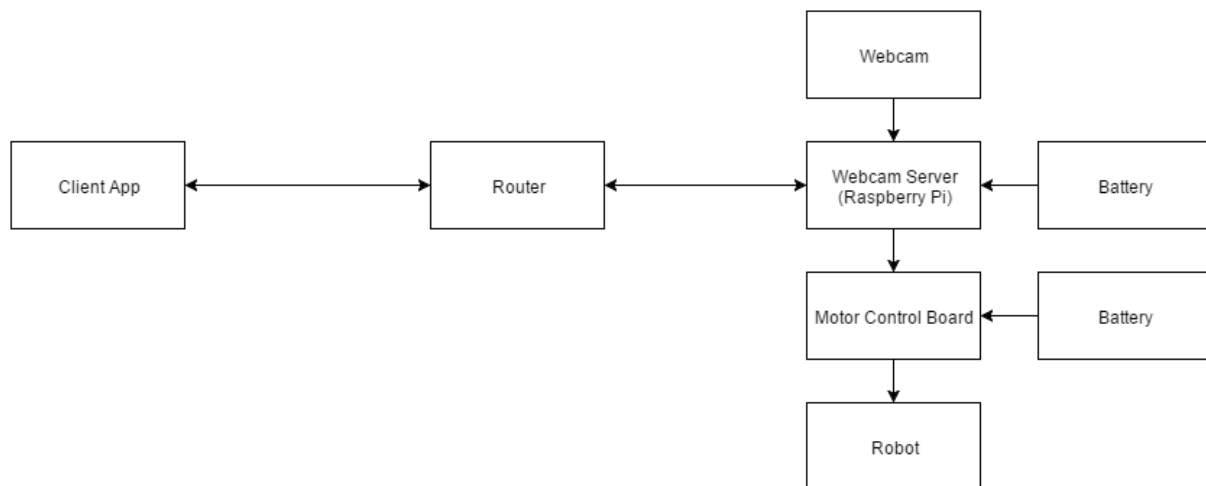 Webcam
Client App
Router
Webcam Server
(Raspberry Pi)
Battery
Motor Control Board
Battery
Robot